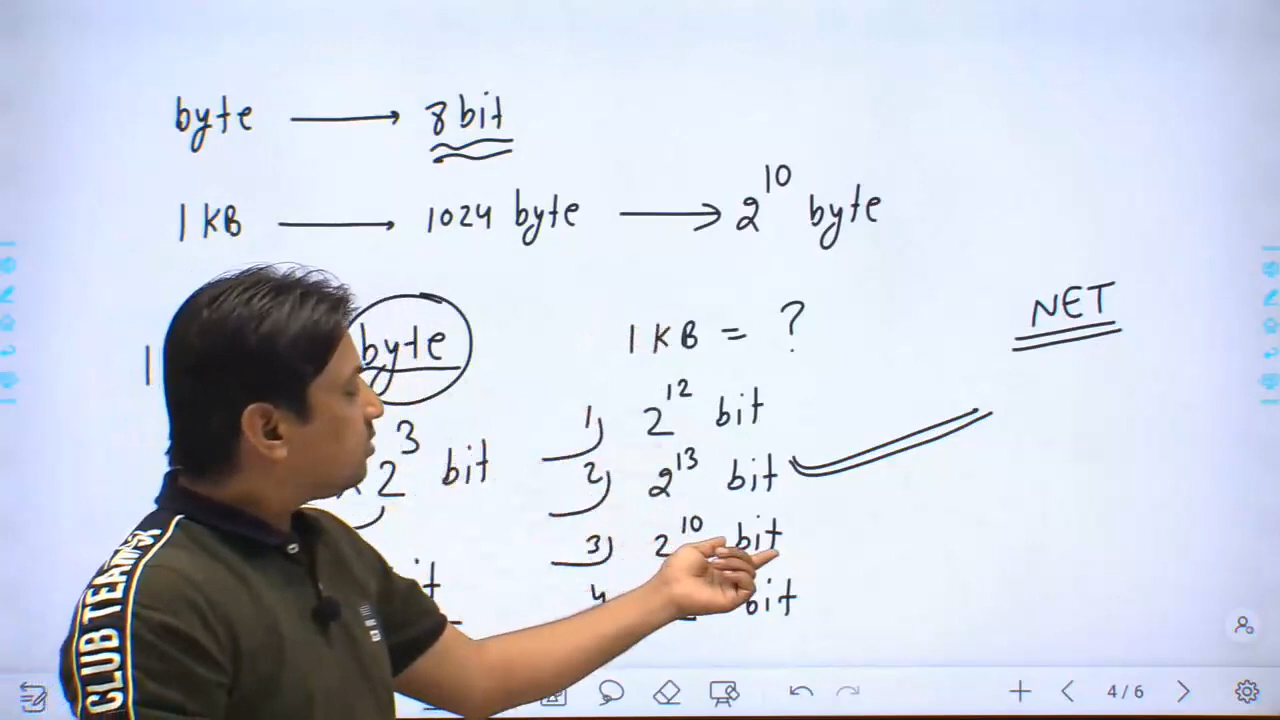 byte → 8 bit
1 KB → 1024 byte → 2^10 byte
byte
2^3 bit
1 KB = ?
1) 2^12 bit
2) 2^13 bit
3) 2^10 bit
4 bit
NET
CLUB TEAM
4 / 6